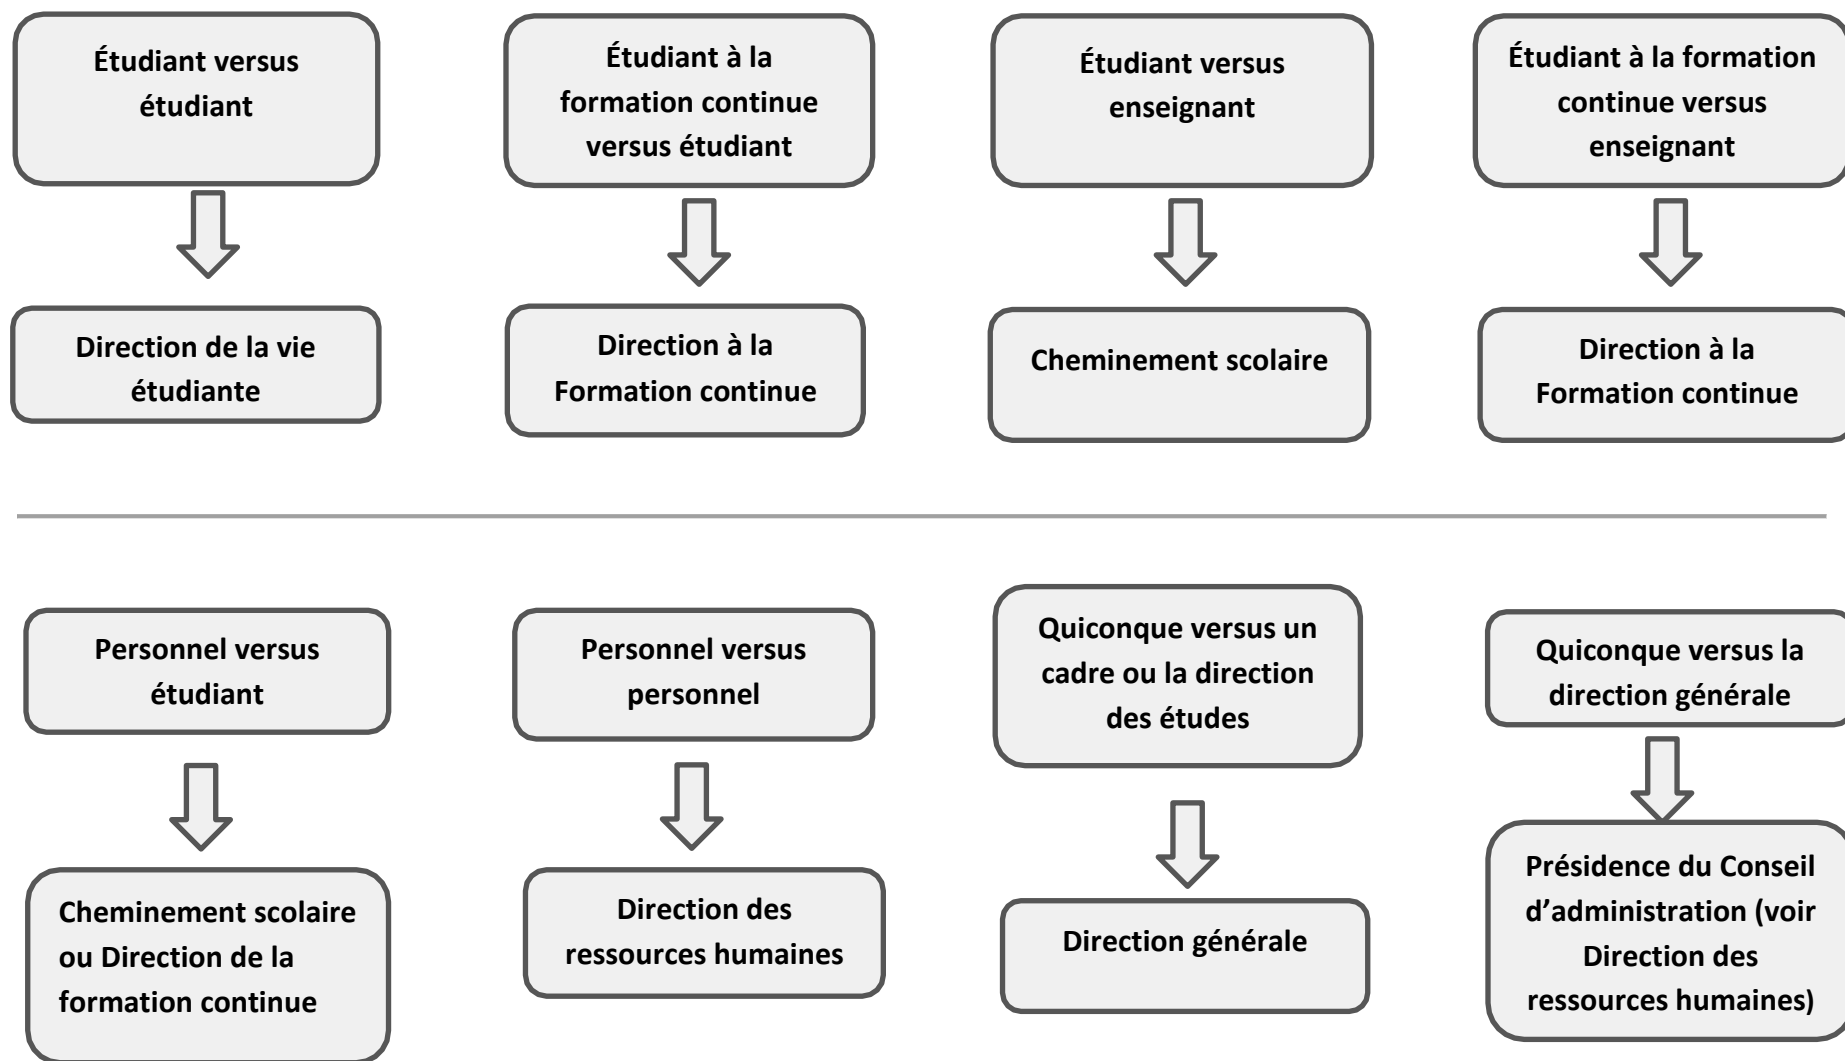 Étudiant versus
étudiant
Étudiant à la
formation continue
versus étudiant
Étudiant versus
enseignant
Étudiant à la formation
continue versus
enseignant
Direction de la vie
étudiante
Direction à la
Formation continue
Cheminement scolaire
Direction à la
Formation continue
Personnel versus
étudiant
Personnel versus
personnel
Quiconque versus un
cadre ou la direction
des études
Quiconque versus la
direction générale
Cheminement scolaire
ou Direction de la
formation continue
Direction des
ressources humaines
Direction générale
Présidence du Conseil
d’administration (voir
Direction des
ressources humaines)